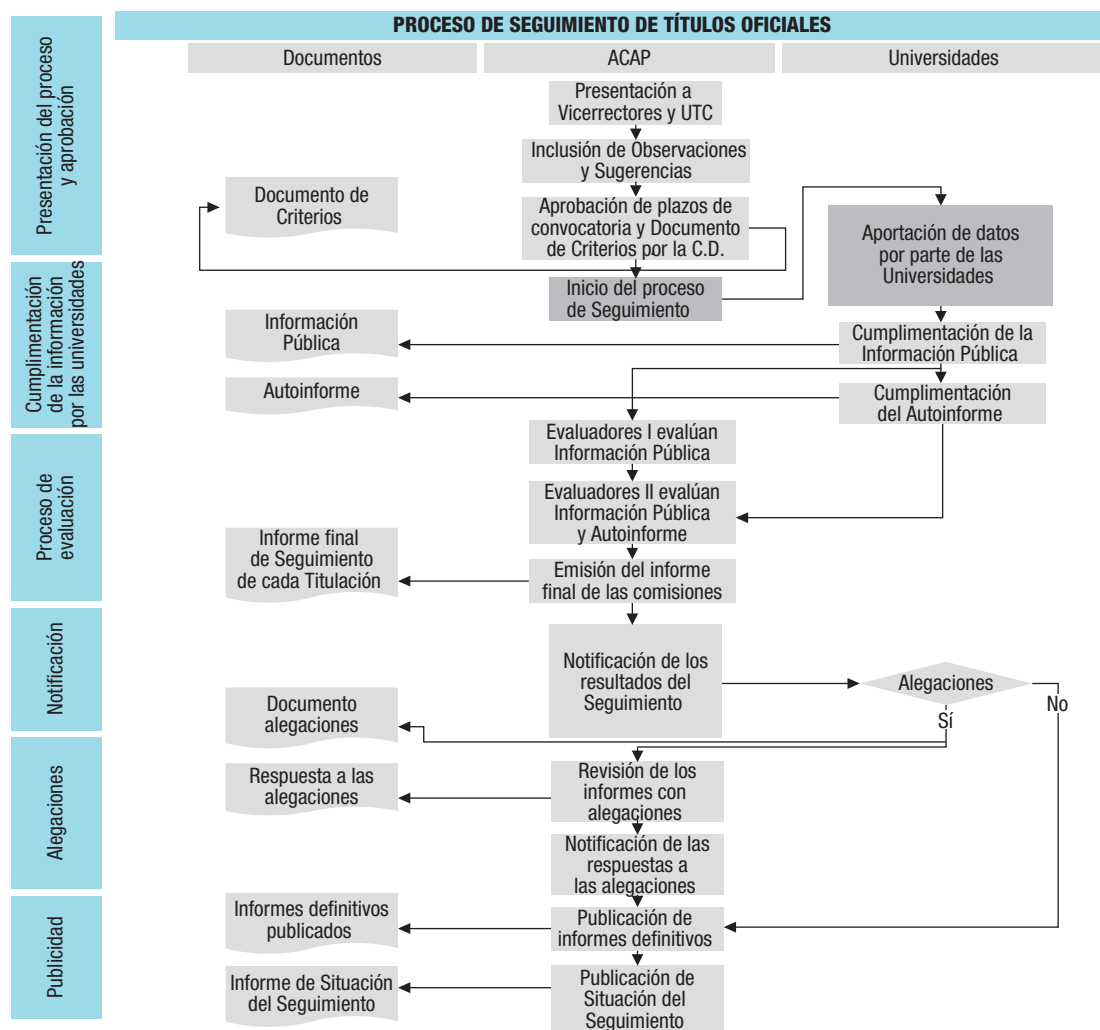 PROCESO DE SEGUIMIENTO DE TÍTULOS OFICIALES
Documentos
ACAP
Universidades
Presentación del proceso
y aprobación
Presentación a
Vicerrectores y UTC
Inclusión de Observaciones
y Sugerencias
Documento de
Criterios
Aprobación de plazos de
convocatoria y Documento
de Criterios por la C.D.
Aportación de datos
por parte de las
Universidades
Inicio del proceso
de Seguimiento
Cumplimentación
de la información
por las universidades
Información
Pública
Cumplimentación de la
Información Pública
Autoinforme
Cumplimentación
del Autoinforme
Proceso de
evaluación
Evaluadores I evalúan
Información Pública
Evaluadores II evalúan
Información Pública
y Autoinforme
Informe final
de Seguimiento
de cada Titulación
Emisión del informe
final de las comisiones
Notificación
Notificación de los
resultados del
Seguimiento
Alegaciones
No
Sí
Documento
alegaciones
Alegaciones
Respuesta a las
alegaciones
Revisión de los
informes con
alegaciones
Notificación de las
respuestas a
las alegaciones
Publicidad
Informes definitivos
publicados
Publicación de
informes definitivos
Informe de Situación
del Seguimiento
Publicación de
Situación del
Seguimiento